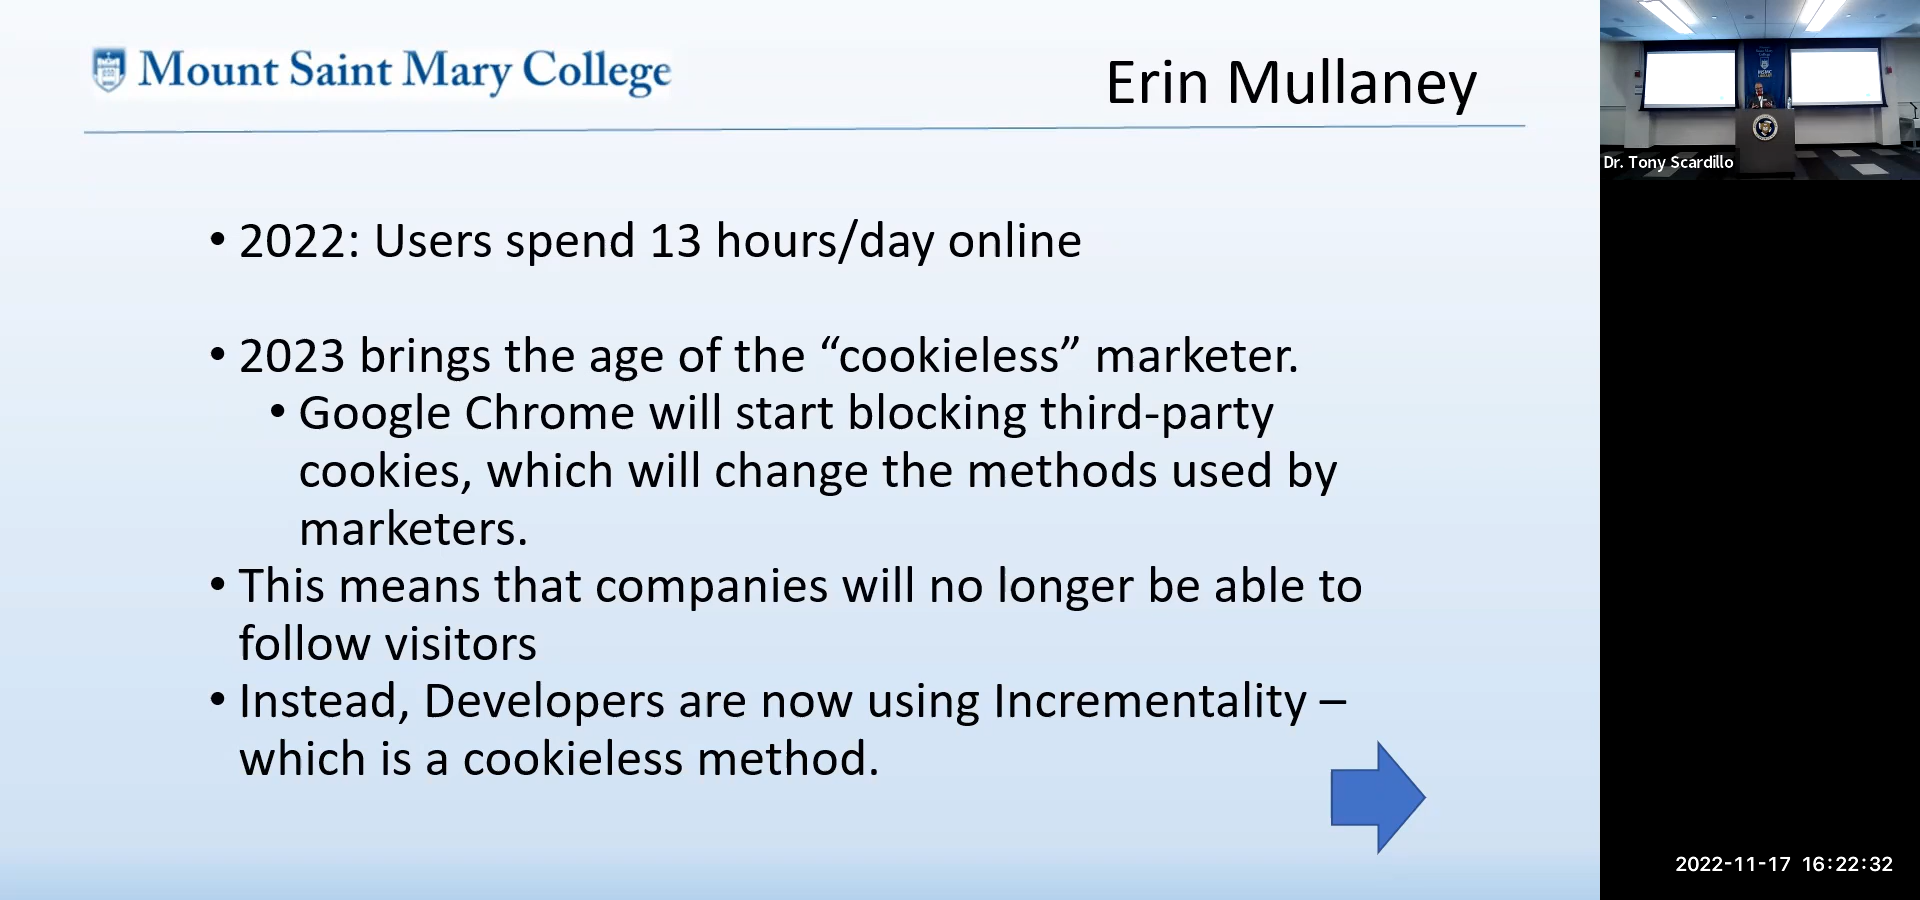 Mount Saint Mary College
Erin Mullaney
• 2022: Users spend 13 hours/day online
• 2023 brings the age of the “cookieless” marketer.
• Google Chrome will start blocking third-party
cookies, which will change the methods used by
marketers.
• This means that companies will no longer be able to
follow visitors
• Instead, Developers are now using Incrementality –
which is a cookieless method.
Dr. Tony Scardillo
2022-11-17 16:22:32